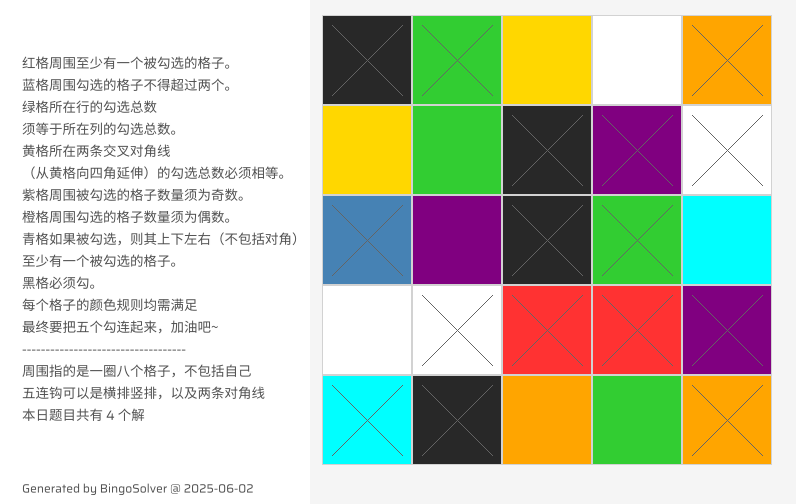 红格周围至少有一个被勾选的格子。
蓝格周围勾选的格子不得超过两个。
绿格所在行的勾选总数
须等于所在列的勾选总数。
黄格所在两条交叉对角线
（从黄格向四角延伸）的勾选总数必须相等。
紫格周围被勾选的格子数量须为奇数。
橙格周围勾选的格子数量须为偶数。
青格如果被勾选，则其上下左右（不包括对角）
至少有一个被勾选的格子。
黑格必须勾。
每个格子的颜色规则均需满足
最终要把五个勾连起来，加油吧~
-----------------------------------
周围指的是一圈八个格子，不包括自己
五连钩可以是横排竖排，以及两条对角线
本日题目共有 4 个解
Generated by BingoSolver @ 2025-06-02